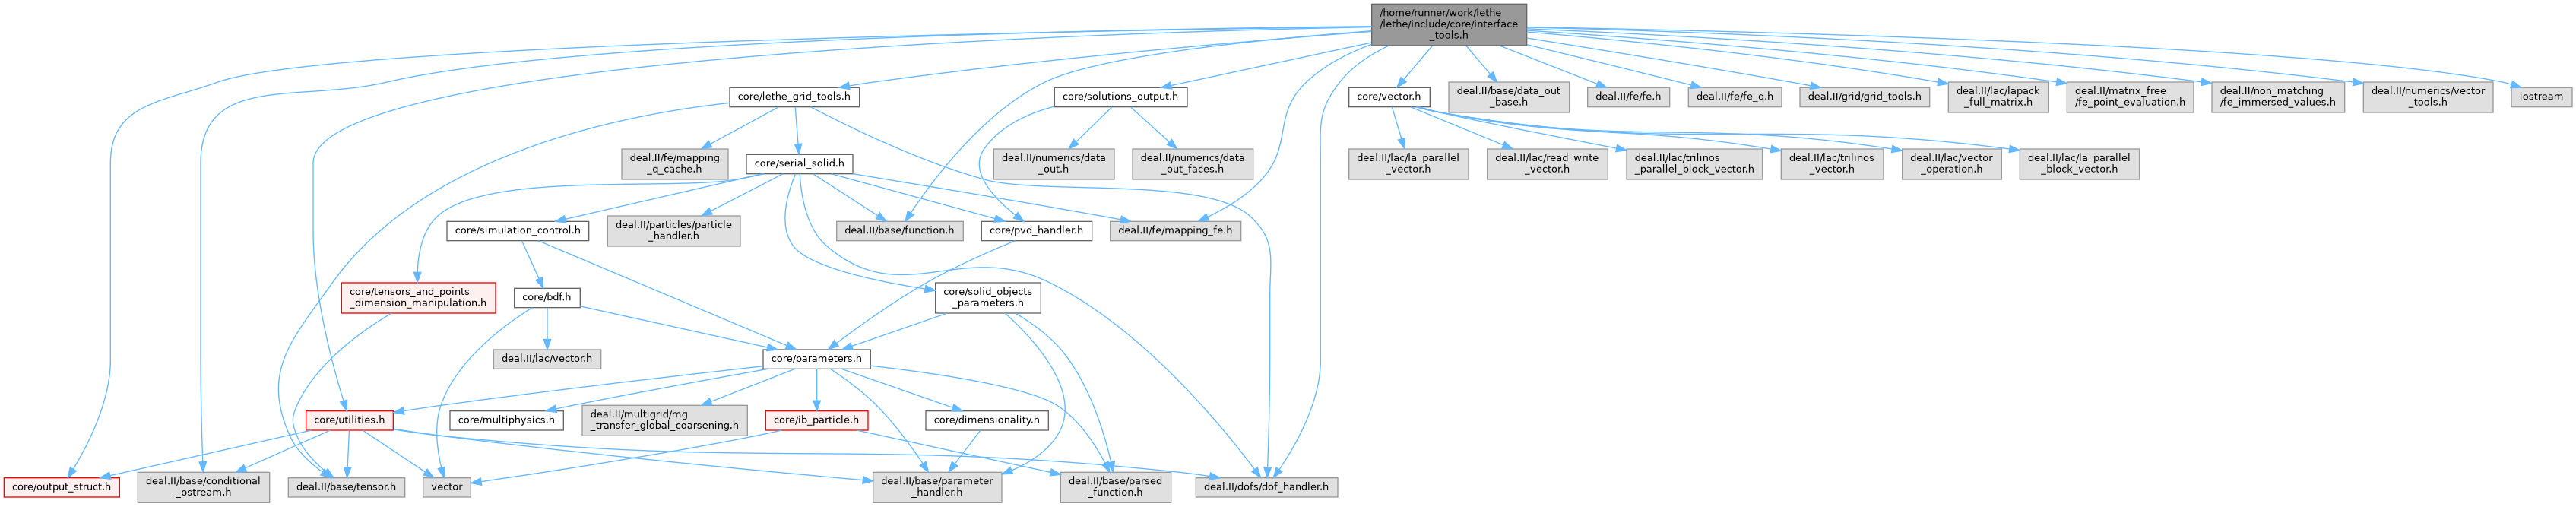 /home/runner/work/lethe
/lethe/include/core/interface
_tools.h
core/lethe_grid_tools.h
core/solutions_output.h
core/vector.h
deal.II/base/data_out
_base.h
deal.II/fe/fe.h
deal.II/fe/fe_q.h
deal.II/grid/grid_tools.h
deal.II/lac/lapack
_full_matrix.h
deal.II/matrix_free
/fe_point_evaluation.h
deal.II/non_matching
/fe_immersed_values.h
deal.II/numerics/vector
_tools.h
iostream
deal.II/fe/mapping
_q_cache.h
core/serial_solid.h
deal.II/numerics/data
_out.h
deal.II/numerics/data
_out_faces.h
deal.II/lac/la_parallel
_vector.h
deal.II/lac/read_write
_vector.h
deal.II/lac/trilinos
_parallel_block_vector.h
deal.II/lac/trilinos
_vector.h
deal.II/lac/vector
_operation.h
deal.II/lac/la_parallel
_block_vector.h
core/simulation_control.h
deal.II/particles/particle
_handler.h
deal.II/base/function.h
core/pvd_handler.h
deal.II/fe/mapping_fe.h
core/tensors_and_points
_dimension_manipulation.h
core/bdf.h
core/solid_objects
_parameters.h
deal.II/lac/vector.h
core/parameters.h
core/utilities.h
core/multiphysics.h
deal.II/multigrid/mg
_transfer_global_coarsening.h
core/ib_particle.h
core/dimensionality.h
core/output_struct.h
deal.II/base/conditional
_ostream.h
deal.II/base/tensor.h
vector
deal.II/base/parameter
_handler.h
deal.II/base/parsed
_function.h
deal.II/dofs/dof_handler.h